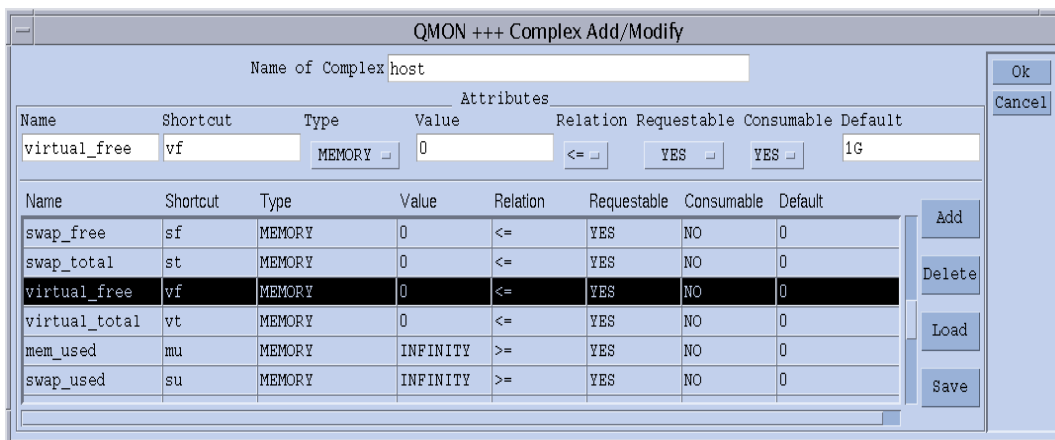 QMON +++ Complex Add/Modify
Name of Complex host
Ok
Cancel
Attributes
Name Shortcut Type Value Relation Requestable Consumable Default
virtual_free vf MEMORY 0 <= YES YES 1G
Name Shortcut Type Value Relation Requestable Consumable Default
swap_free sf MEMORY 0 <= YES NO 0
swap_total st MEMORY 0 <= YES NO 0
virtual_free vf MEMORY 0 <= YES NO 0
virtual_total vt MEMORY 0 <= YES NO 0
mem_used mu MEMORY INFINITY >= YES NO 0
swap_used su MEMORY INFINITY >= YES NO 0
Add
Delete
Load
Save